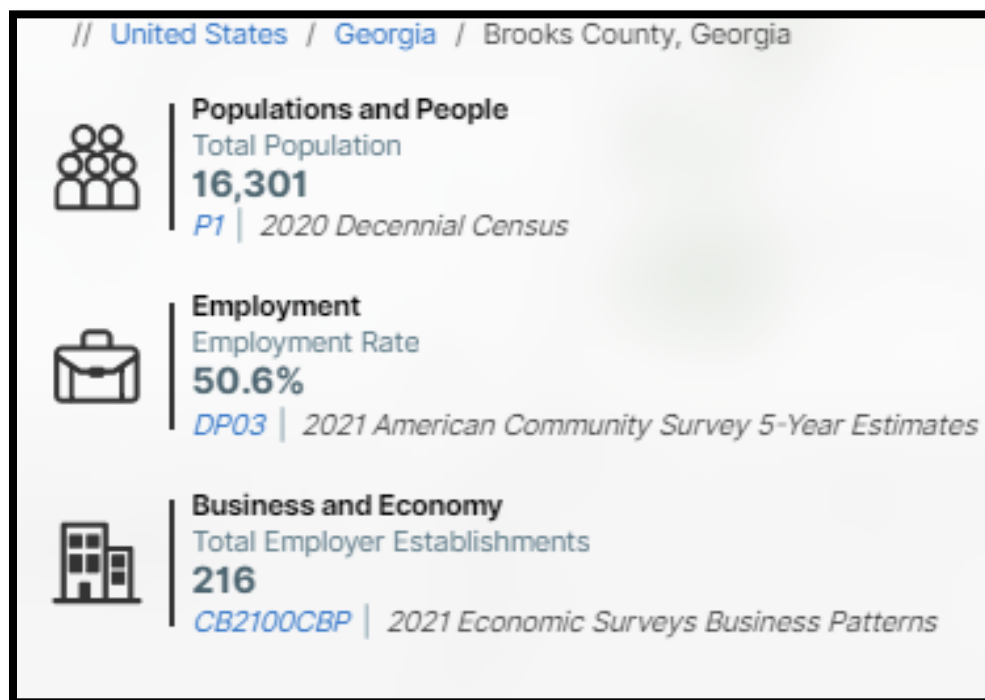 // United States / Georgia / Brooks County, Georgia
Populations and People
Total Population
16,301
P1 | 2020 Decennial Census
Employment
Employment Rate
50.6%
DP03 | 2021 American Community Survey 5-Year Estimates
Business and Economy
Total Employer Establishments
216
CB2100CBP | 2021 Economic Surveys Business Patterns